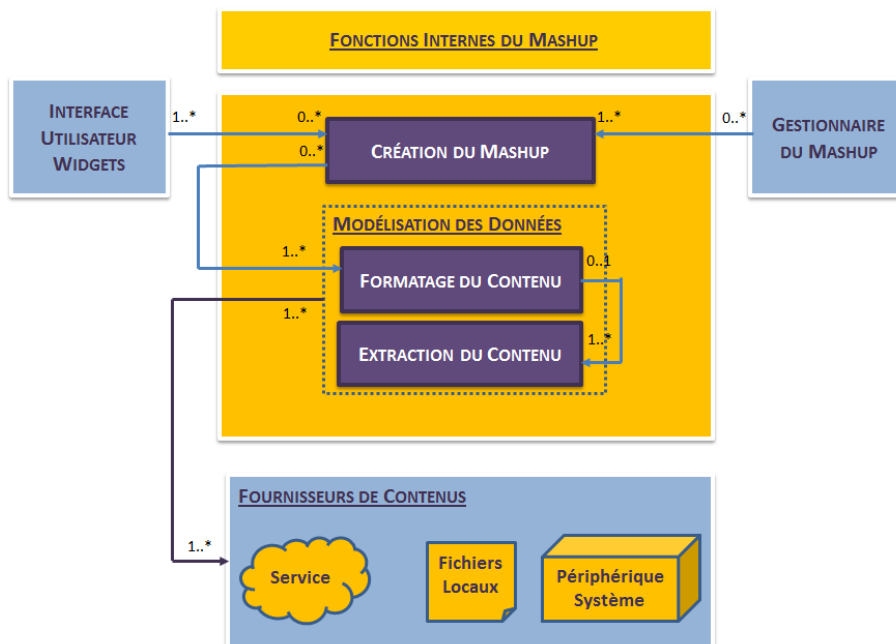 FONCTIONS INTERNES DU MASHUP
INTERFACE
UTILISATEUR
WIDGETS
1..*
0..*
0..*
CRÉATION DU MASHUP
1..*
0..*
GESTIONNAIRE
DU MASHUP
MODÉLISATION DES DONNÉES
1..*
FORMATAGE DU CONTENU
0..1
1..*
EXTRACTION DU CONTENU
1..*
FOURNISSEURS DE CONTENUS
1..*
Service
Fichiers
Locaux
Périphérique
Système